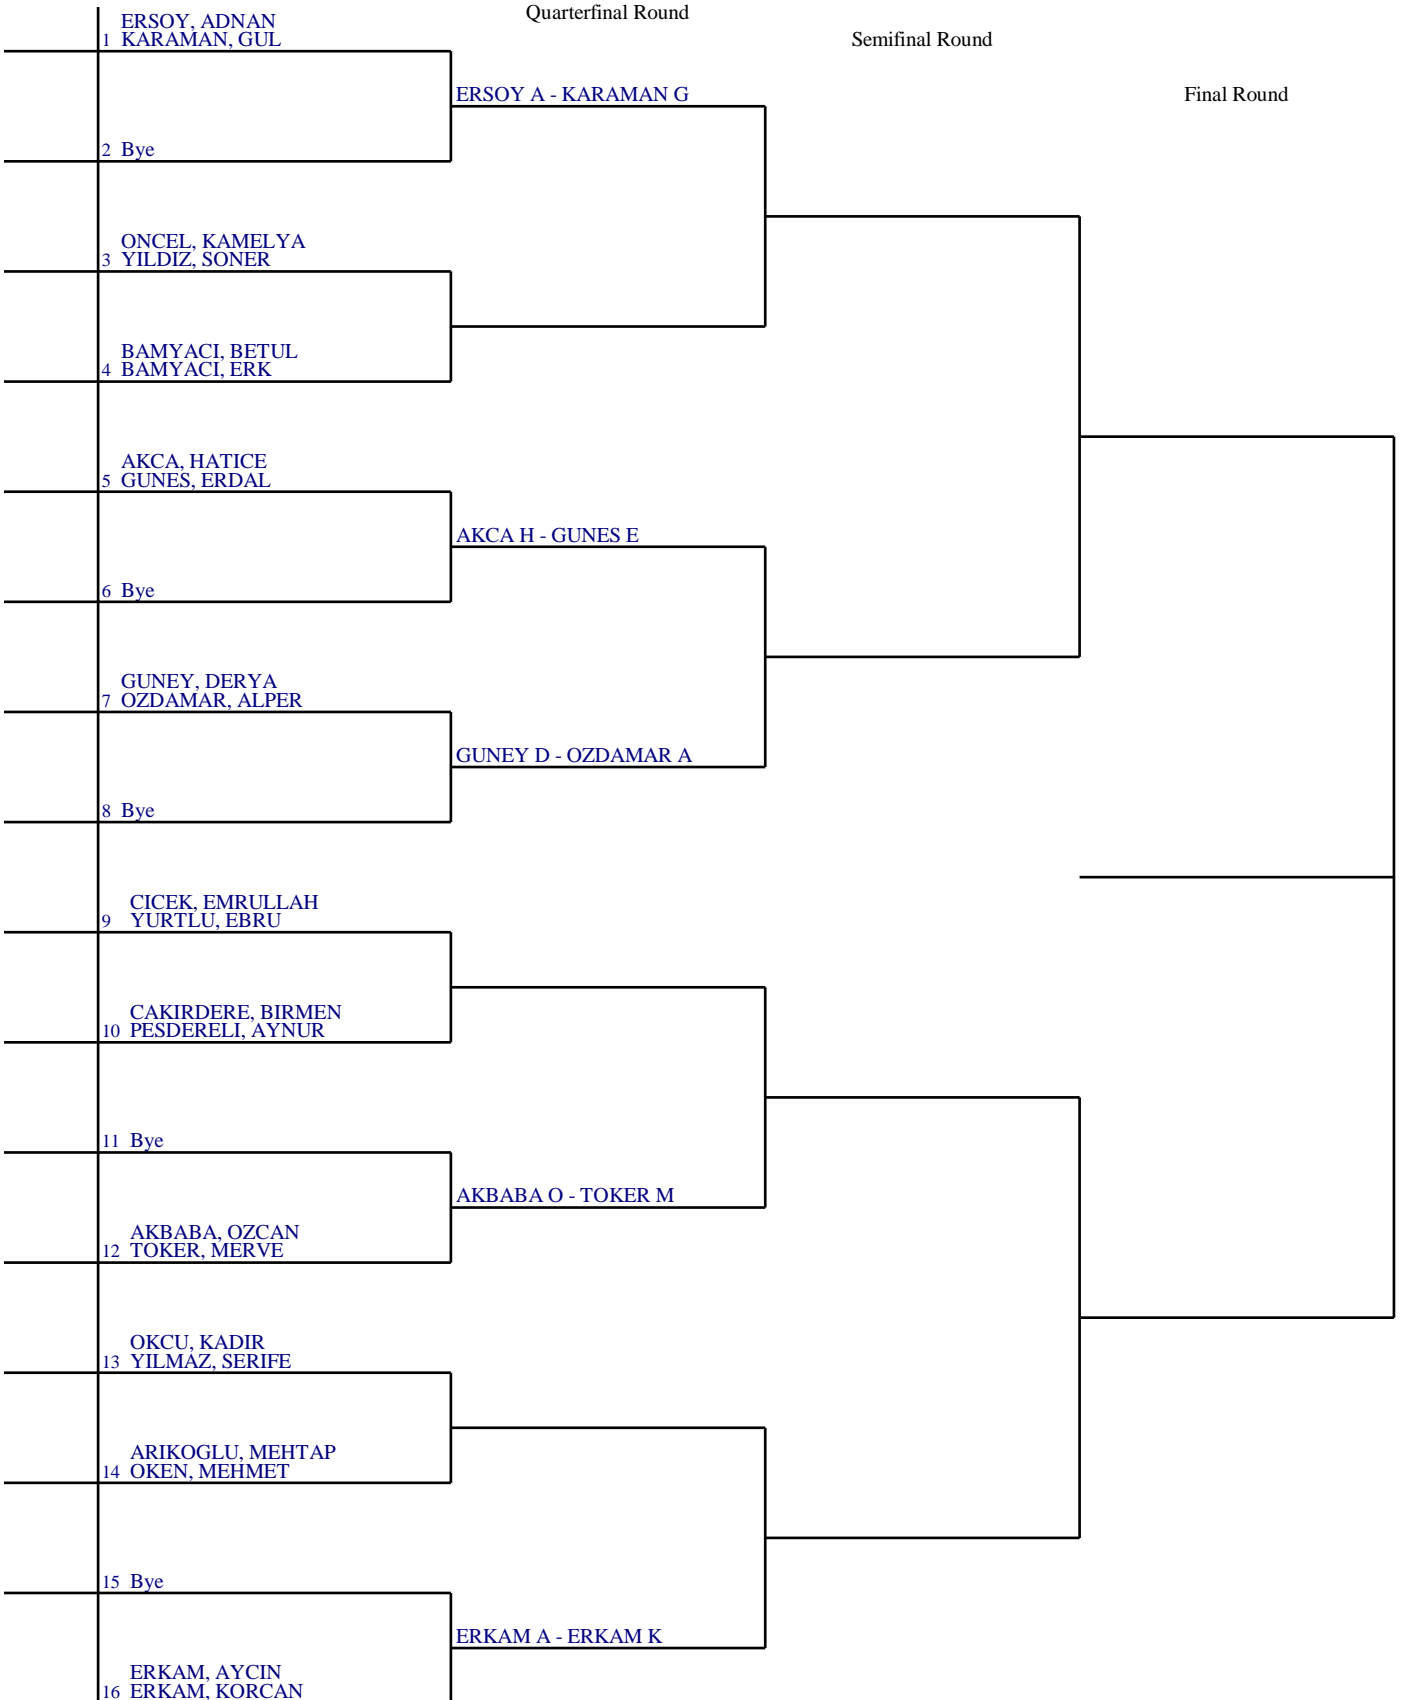 Quarterfinal Round
Semifinal Round
Final Round
ERSOY, ADNAN
1 KARAMAN, GUL
ERSOY A - KARAMAN G
2 Bye
ONCEL, KAMELYA
3 YILDIZ, SONER
BAMYACI, BETUL
4 BAMYACI, ERK
AKCA, HATICE
5 GUNES, ERDAL
AKCA H - GUNES E
6 Bye
GUNEY, DERYA
7 OZDAMAR, ALPER
GUNEY D - OZDAMAR A
8 Bye
CICEK, EMRULLAH
9 YURTLU, EBRU
CAKIRDERE, BIRMEN
10 PESDERELI, AYNUR
11 Bye
AKBABA O - TOKER M
AKBABA, OZCAN
12 TOKER, MERVE
OKCU, KADIR
13 YILMAZ, SERIFE
ARIKOGLU, MEHTAP
14 OKEN, MEHMET
15 Bye
ERKAM A - ERKAM K
ERKAM, AYCIN
16 ERKAM, KORCAN